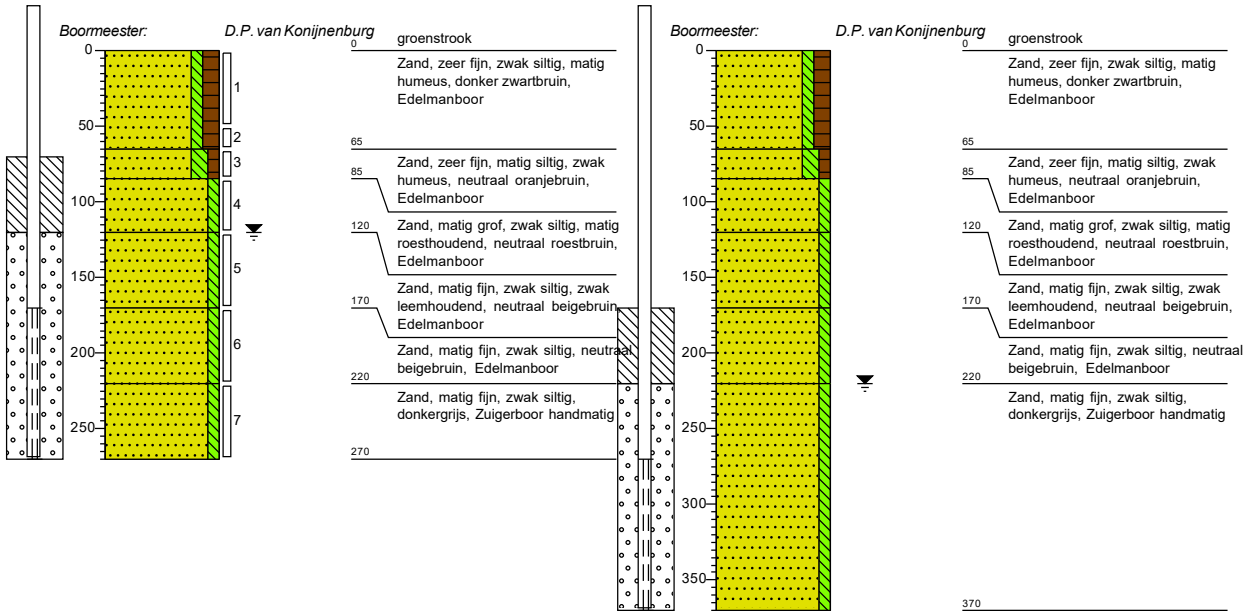 Boormeester: D.P. van Konijnenburg
0
50
100
150
200
250
1
2
3
4
5
6
7
0
groenstrook
Zand, zeer fijn, zwak siltig, matig
humeus, donker zwartbruin,
Edelmanboor
65
Zand, zeer fijn, matig siltig, zwak
humeus, neutraal oranjebruin,
Edelmanboor
85
Zand, matig grof, zwak siltig, matig
roesthoudend, neutraal roestbruin,
Edelmanboor
120
Zand, matig fijn, zwak siltig, zwak
leemhoudend, neutraal beigebruin,
Edelmanboor
170
Zand, matig fijn, zwak siltig, neutraal
beigebruin, Edelmanboor
220
Zand, matig fijn, zwak siltig,
donkergrijs, Zuigerboor handmatig
270
Boormeester: D.P. van Konijnenburg
0
50
100
150
200
250
300
350
0
groenstrook
Zand, zeer fijn, zwak siltig, matig
humeus, donker zwartbruin,
Edelmanboor
65
Zand, zeer fijn, matig siltig, zwak
humeus, neutraal oranjebruin,
Edelmanboor
85
Zand, matig grof, zwak siltig, matig
roesthoudend, neutraal roestbruin,
Edelmanboor
120
Zand, matig fijn, zwak siltig, zwak
leemhoudend, neutraal beigebruin,
Edelmanboor
170
Zand, matig fijn, zwak siltig, neutraal
beigebruin, Edelmanboor
220
Zand, matig fijn, zwak siltig,
donkergrijs, Zuigerboor handmatig
370